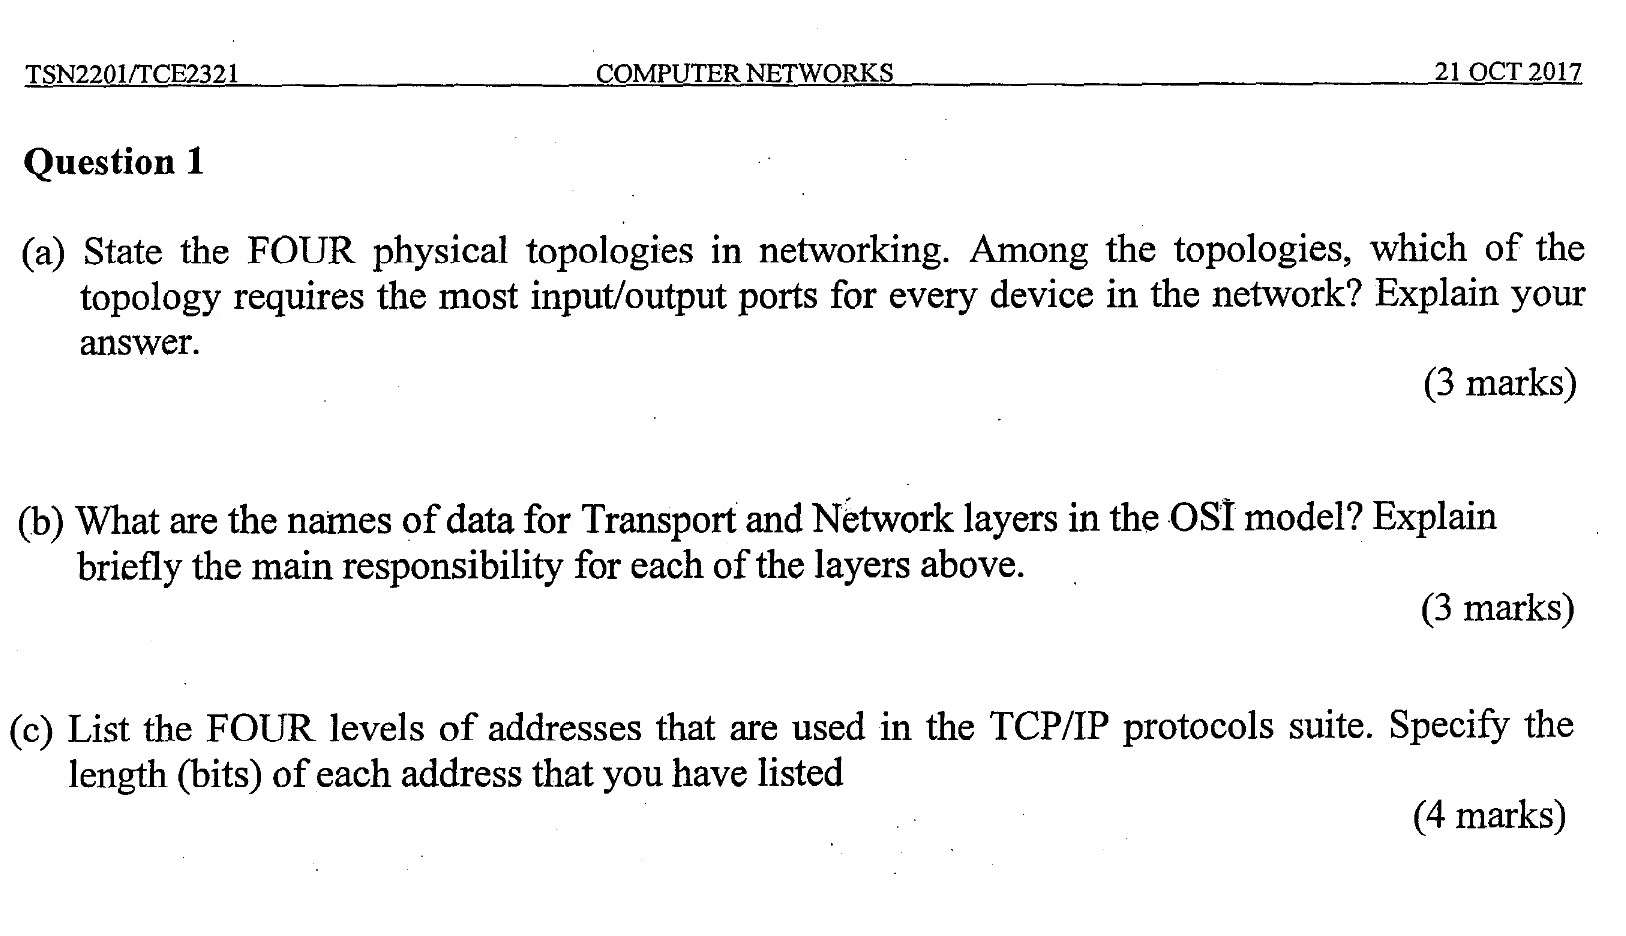 TSN2201/TCE2321 COMPUTER NETWORKS 21 OCT 2017
Question 1
(a) State the FOUR physical topologies in networking. Among the topologies, which of the
topology requires the most input/output ports for every device in the network? Explain your
answer.
(3 marks)
(b) What are the names of data for Transport and Network layers in the OSI model? Explain
briefly the main responsibility for each of the layers above.
(3 marks)
(c) List the FOUR levels of addresses that are used in the TCP/IP protocols suite. Specify the
length (bits) of each address that you have listed
(4 marks)